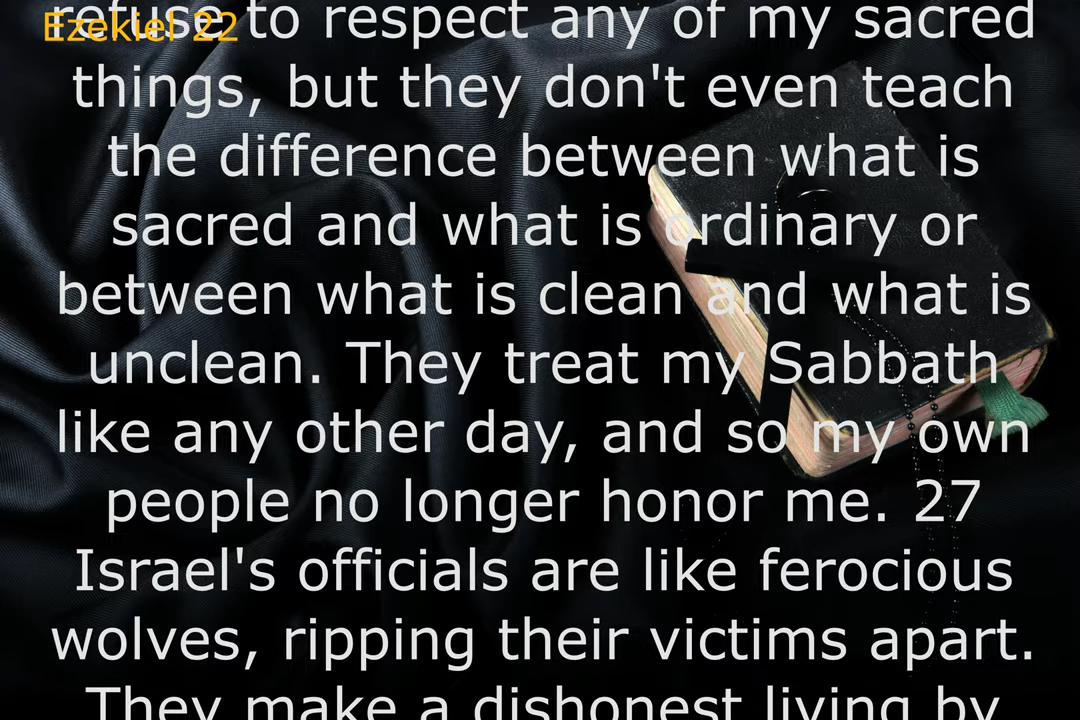 Ezekiel 22
refuse to respect any of my sacred
things, but they don't even teach
the difference between what is
sacred and what is ordinary or
between what is clean and what is
unclean. They treat my Sabbath
like any other day, and so my own
people no longer honor me. 27
Israel's officials are like ferocious
wolves, ripping their victims apart.
They make a dishonest living by